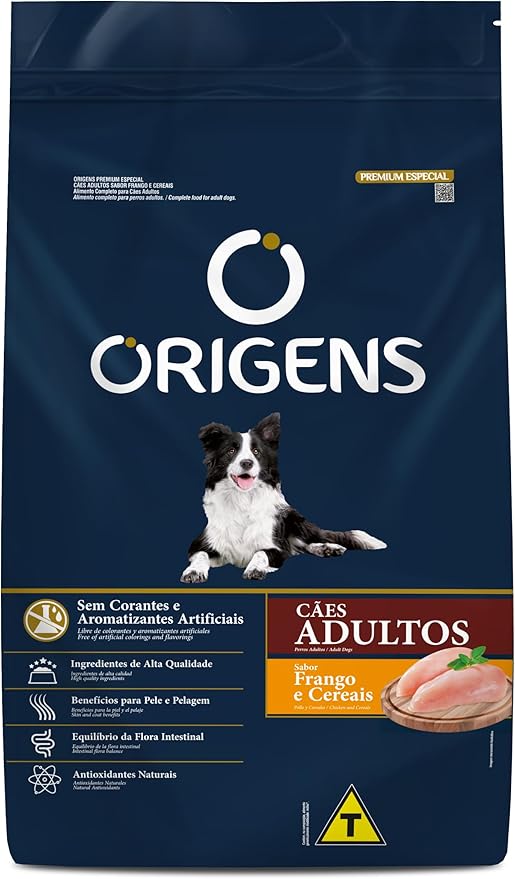 ORIGENS PREMIUM ESPECIAL
CÃES ADULTOS SABOR FRANGO E CEREAIS
Alimento Completo para Cães Adultos
Alimento completo para perros adultos. / Complete food for adult dogs.
PREMIUM ESPECIAL
ORIGENS
Sem Corantes e
Aromatizantes Artificiais
Libre de colorantes y aromatizantes artificiales
Free of artificial colorings and flavorings
Ingredientes de Alta Qualidade
Ingredientes de alta calidad
High quality ingredients
Benefícios para Pele e Pelagem
Beneficios para la piel y el pelaje
Skin and coat benefits
Equilíbrio da Flora Intestinal
Equilibrio de la flora intestinal
Intestinal flora balance
Antioxidantes Naturais
Antioxidantes Naturales
Natural Antioxidants
CÃES
ADULTOS
Perros Adultos / Adult Dogs
Sabor
Frango
e Cereais
Pollo y Cereales / Chicken and Cereals
T